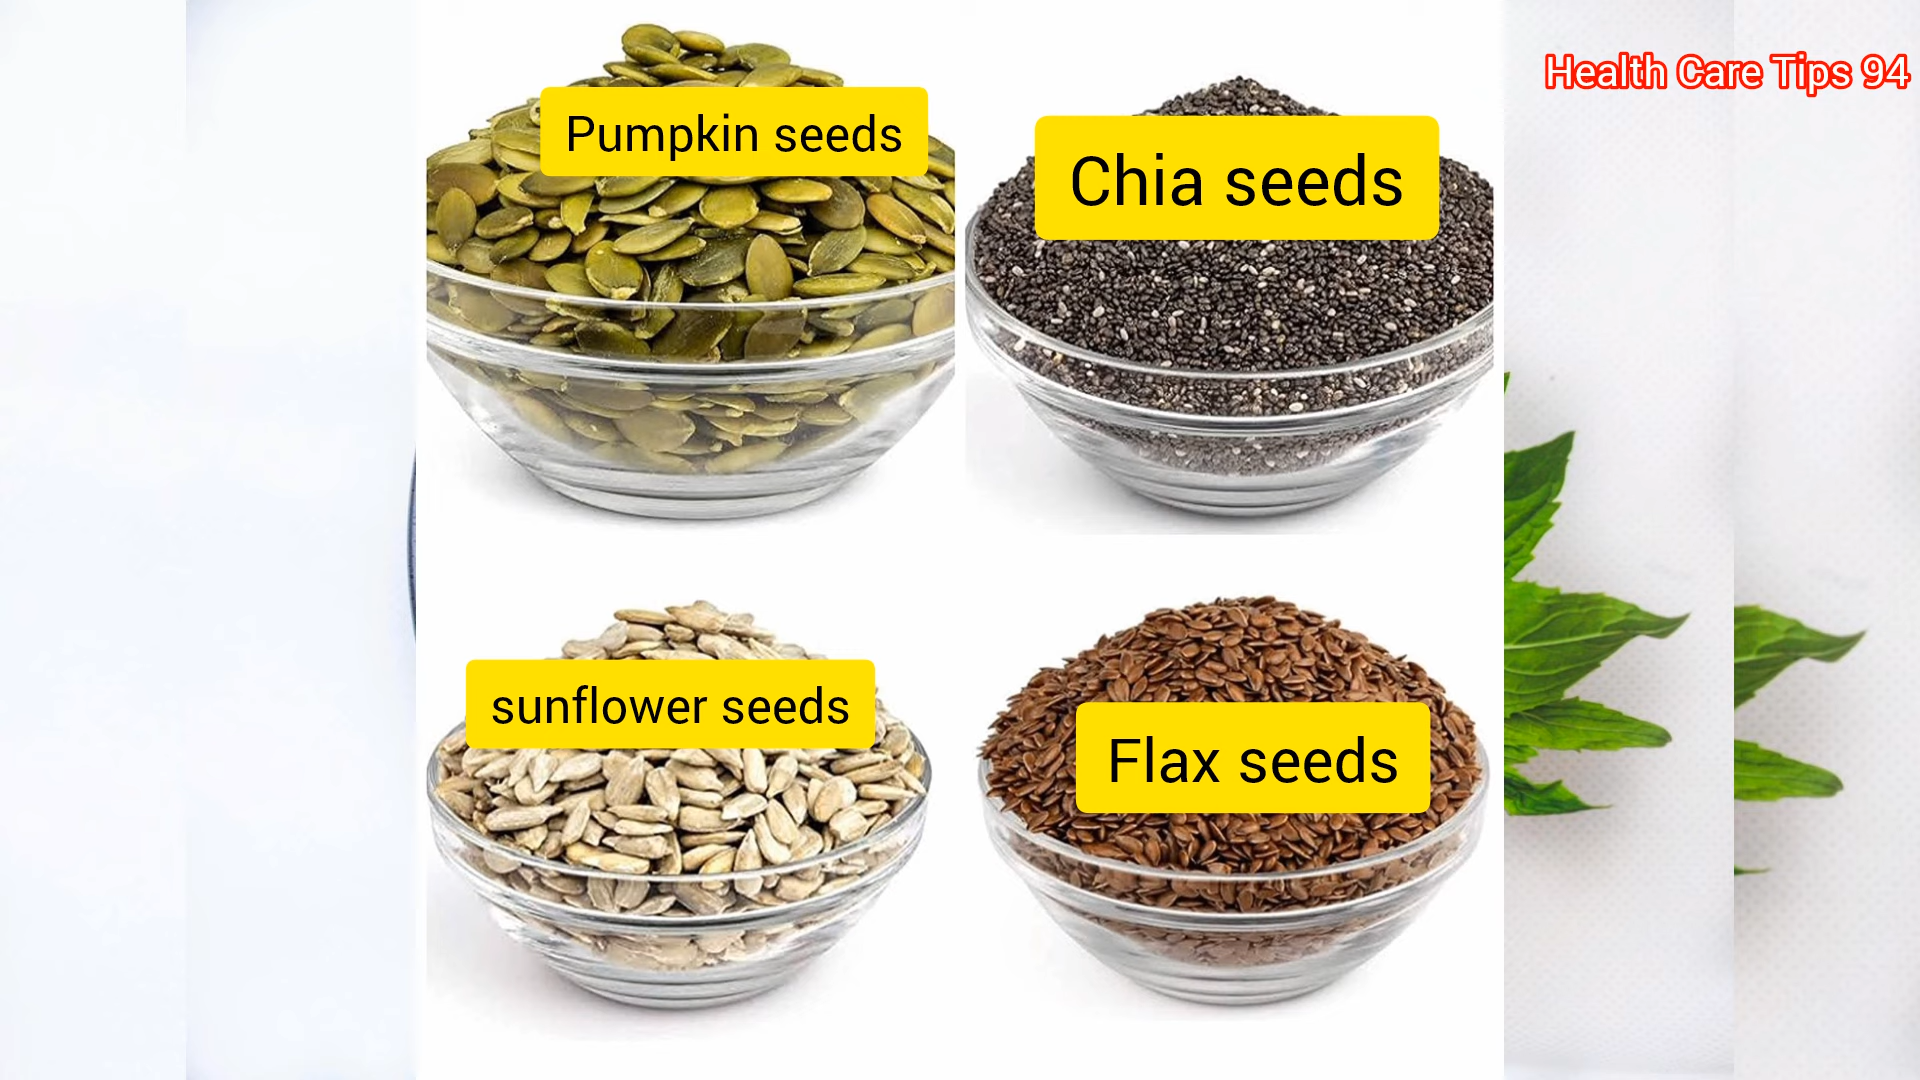 Health Care Tips 94
Pumpkin seeds
Chia seeds
sunflower seeds
Flax seeds